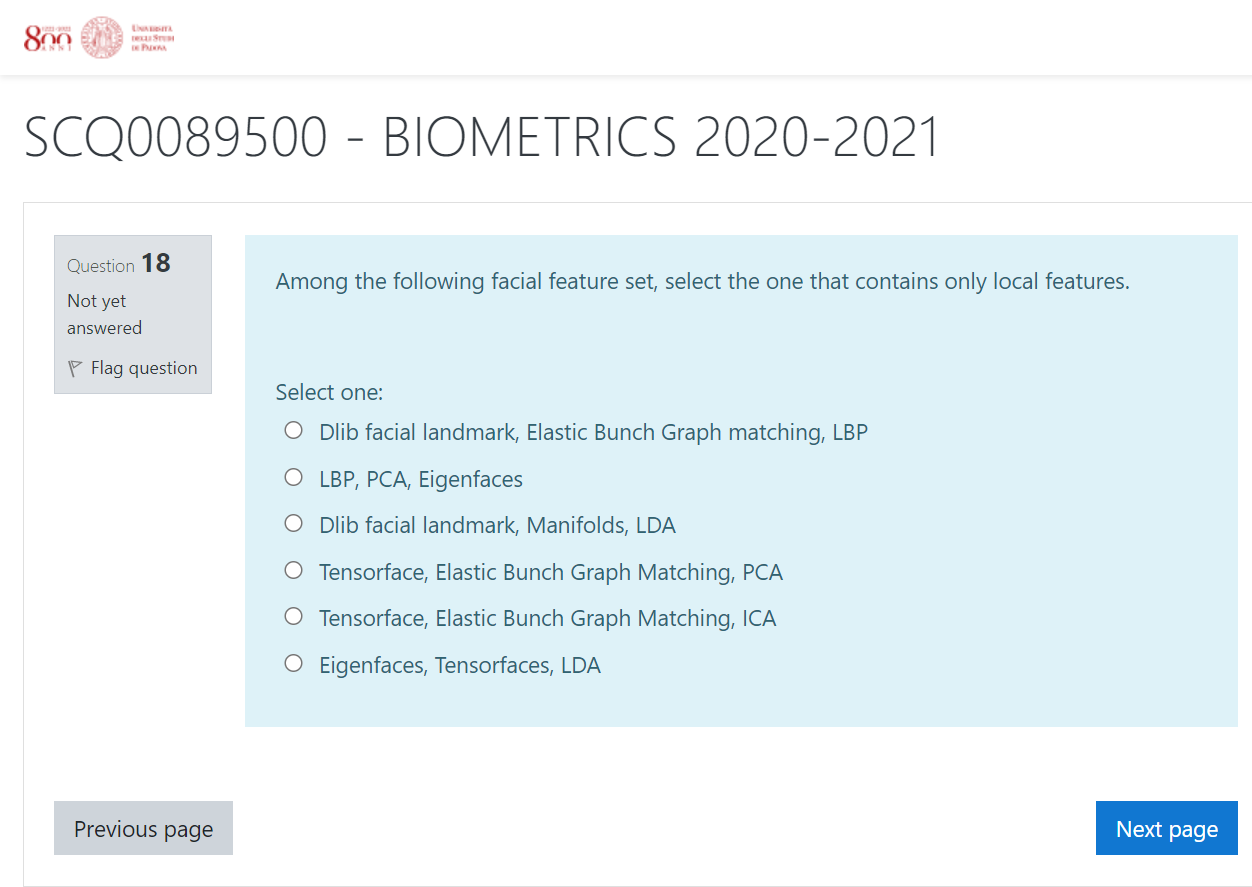 800
1222-2022
ANNI
UNIVERSITÀ
DEGLI STUDI
DI PADOVA
SCQ0089500 - BIOMETRICS 2020-2021
Question 18
Not yet
answered
Flag question
Among the following facial feature set, select the one that contains only local features.
Select one:
Dlib facial landmark, Elastic Bunch Graph matching, LBP
LBP, PCA, Eigenfaces
Dlib facial landmark, Manifolds, LDA
Tensorface, Elastic Bunch Graph Matching, PCA
Tensorface, Elastic Bunch Graph Matching, ICA
Eigenfaces, Tensorfaces, LDA
Previous page
Next page